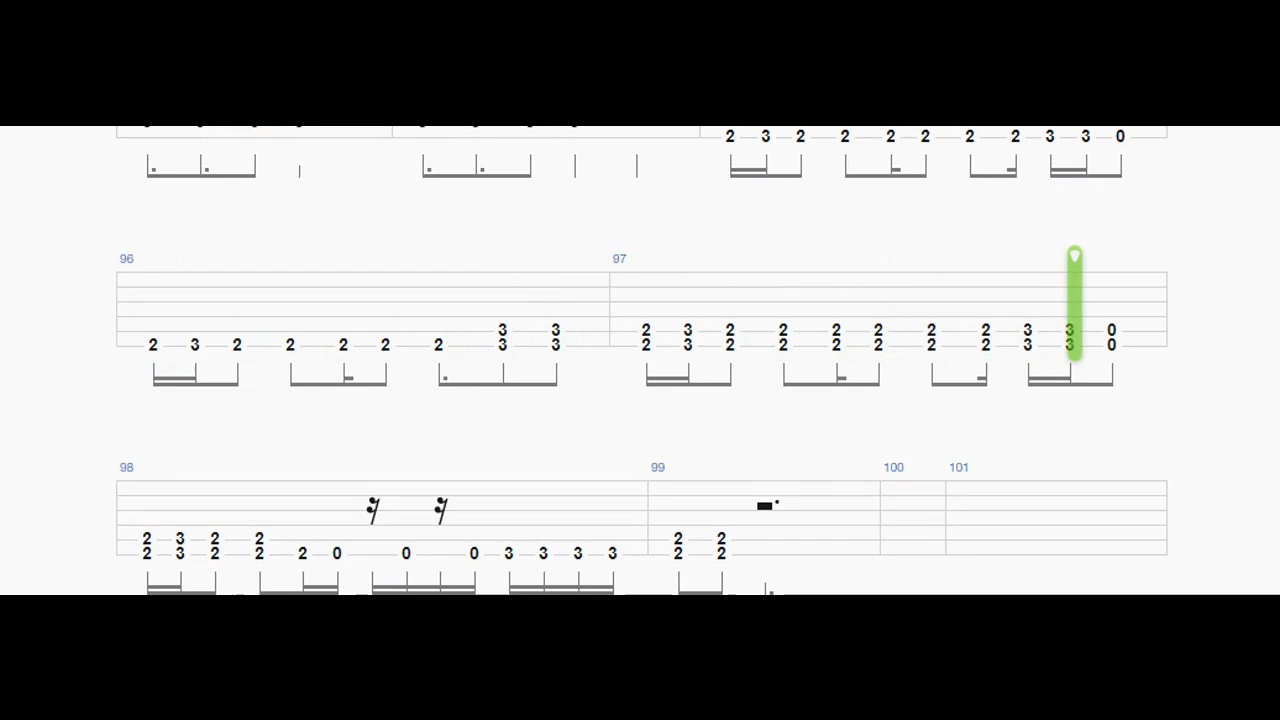 2 3 2 2 2 2 2 2 3 3 0
96 97
3 3 2 3 2 2 2 2 2 2 3 3 0
2 3 2 2 2 2 2 3 3 2 3 2 2 2 2 2 2 3 3 0
98 99 100 101
2 3 2 2 2 2
2 3 2 2 2 0 0 0 3 3 3 3 2 2